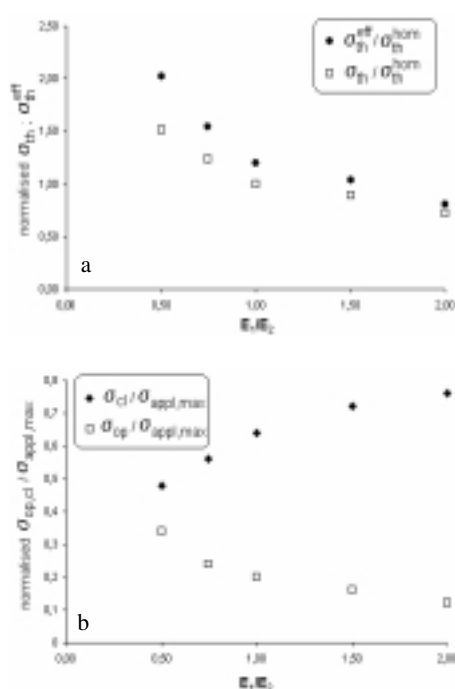 σ_th^eff / σ_th^hom
σ_th / σ_th^hom
normalised σ_th ; σ_th^eff
2,50
2,00
1,50
1,00
0,50
0,00
a
0,00 0,50 1,00 1,50 2,00
E₁/E₂
σ_cl / σ_appl,max
σ_op / σ_appl,max
normalised σ_op,cl / σ_appl,max
0,8
0,7
0,6
0,5
0,4
0,3
0,2
0,1
0
b
0,00 0,50 1,00 1,50 2,00
E₁/E₂